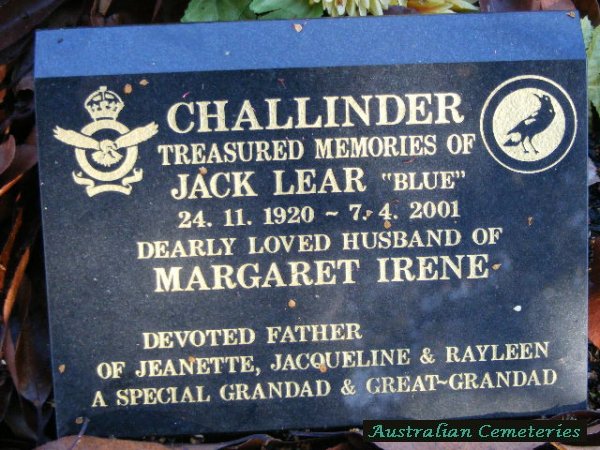 CHALLINDER
TREASURED MEMORIES OF
JACK LEAR "BLUE"
24. 11. 1920 ~ 7. 4. 2001
DEARLY LOVED HUSBAND OF
MARGARET IRENE
DEVOTED FATHER
OF JEANETTE, JACQUELINE & RAYLEEN
A SPECIAL GRANDAD & GREAT~GRANDAD
Australian Cemeteries